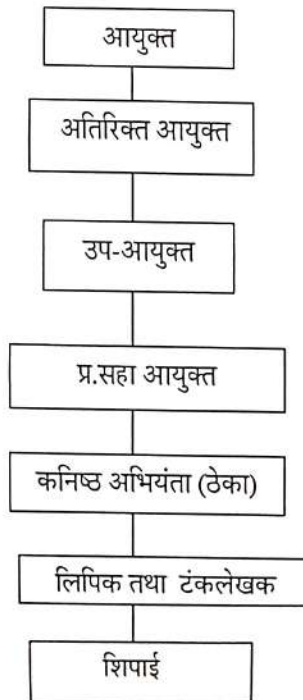 आयुक्त
अतिरिक्त आयुक्त
उप-आयुक्त
प्र.सहा आयुक्त
कनिष्ठ अभियंता (ठेका)
लिपिक तथा टंकलेखक
शिपाई